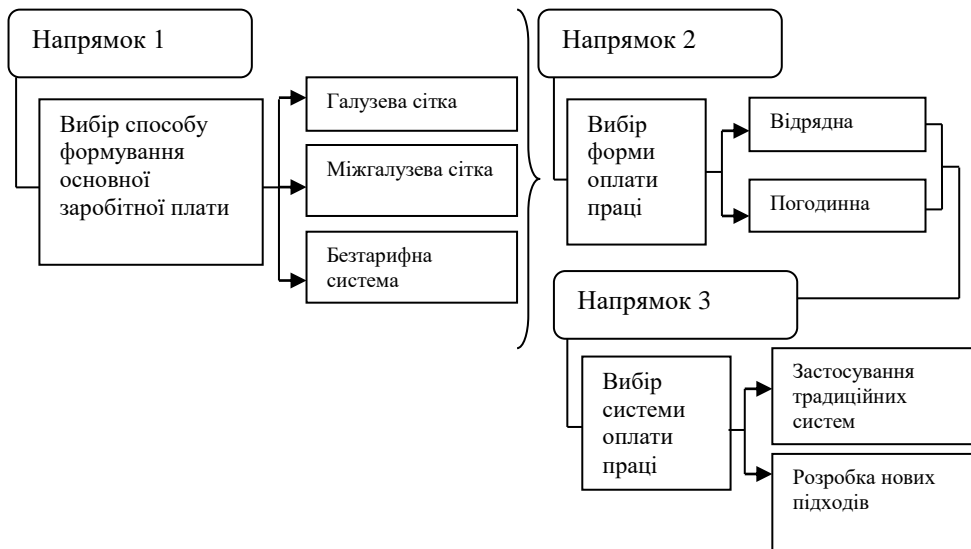 Напрямок 1
Вибір способу
формування
основної
заробітної плати
Галузева сітка
Міжгалузева сітка
Безтарифна
система
Напрямок 2
Вибір
форми
оплати
праці
Відрядна
Погодинна
Напрямок 3
Вибір
системи
оплати
праці
Застосування
традиційних
систем
Розробка нових
підходів